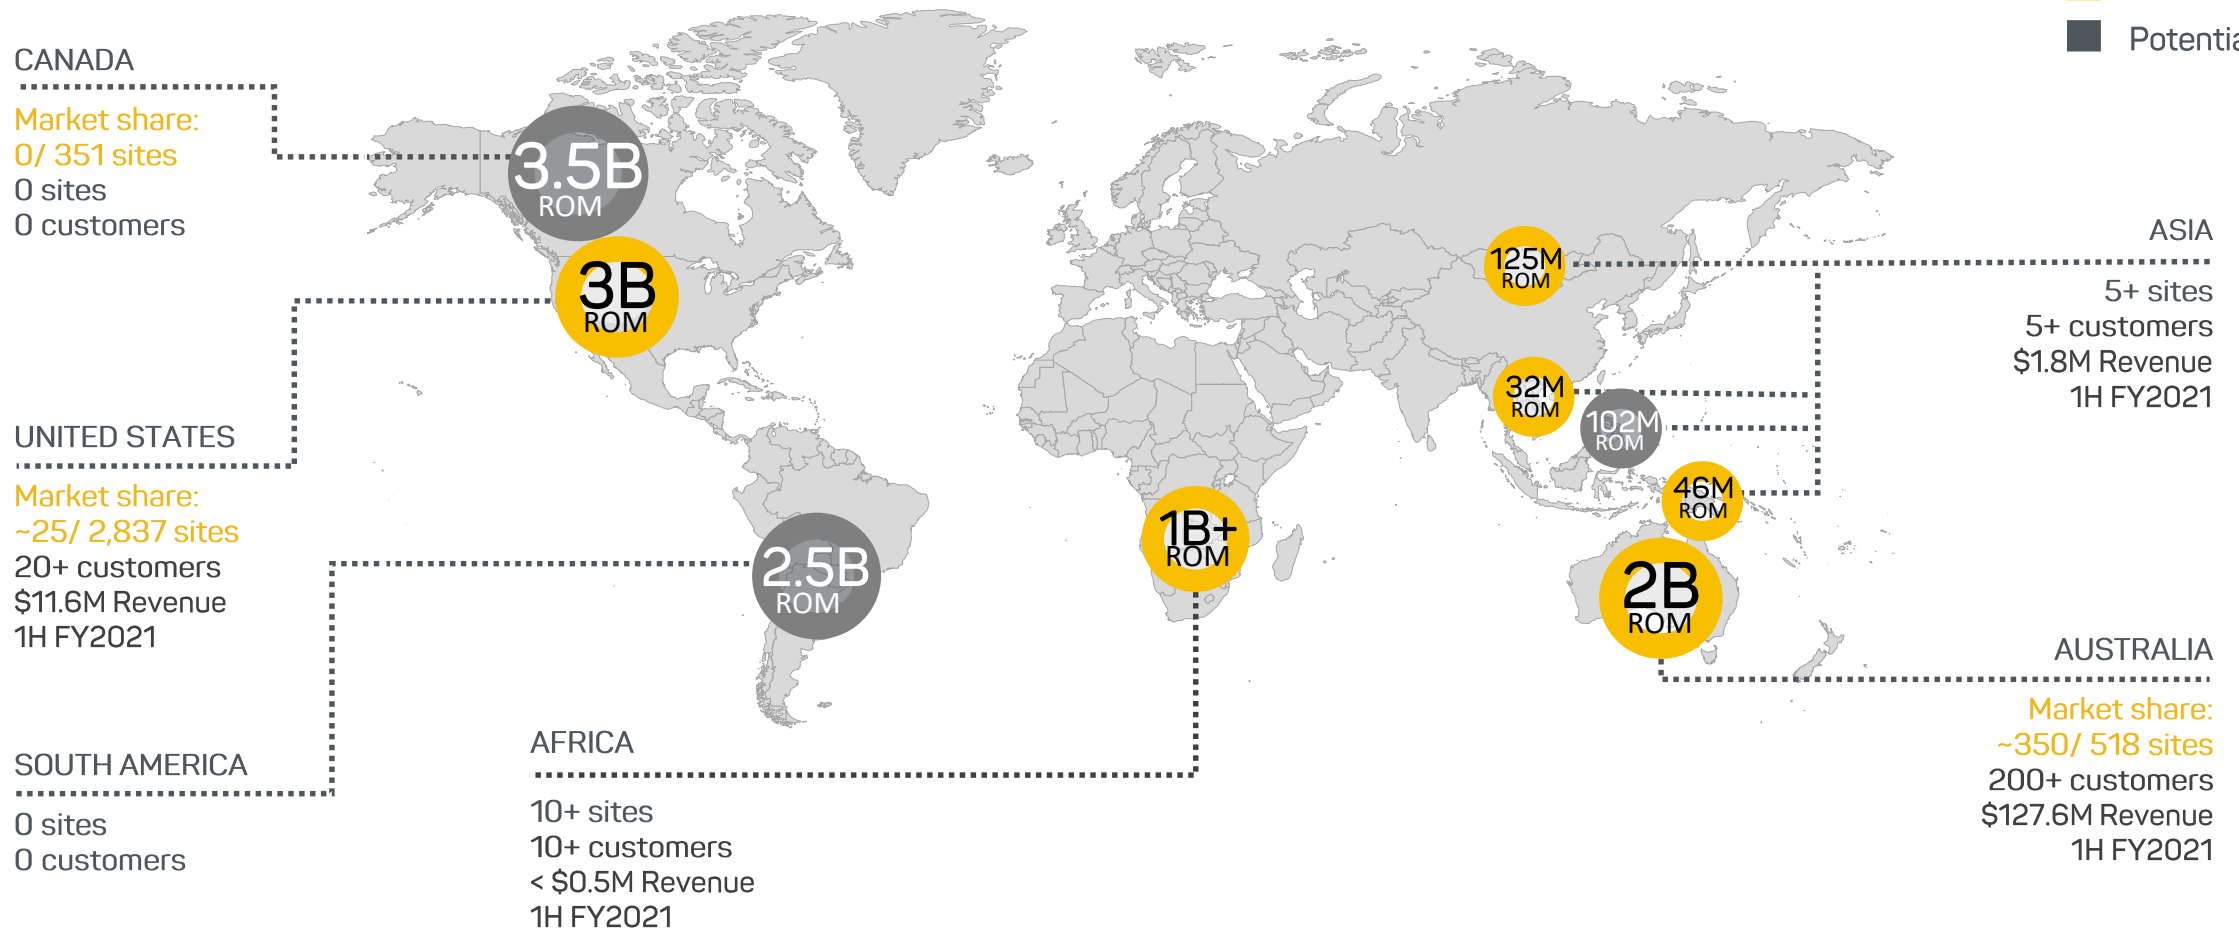 Potentia
CANADA
Market share:
0/ 351 sites
0 sites
0 customers
3.5B
ROM
3B
ROM
UNITED STATES
Market share:
~25/ 2,837 sites
20+ customers
$11.6M Revenue
1H FY2021
2.5B
ROM
SOUTH AMERICA
0 sites
0 customers
1B+
ROM
AFRICA
10+ sites
10+ customers
< $0.5M Revenue
1H FY2021
125M
ROM
32M
ROM
102M
ROM
46M
ROM
ASIA
5+ sites
5+ customers
$1.8M Revenue
1H FY2021
2B
ROM
AUSTRALIA
Market share:
~350/ 518 sites
200+ customers
$127.6M Revenue
1H FY2021